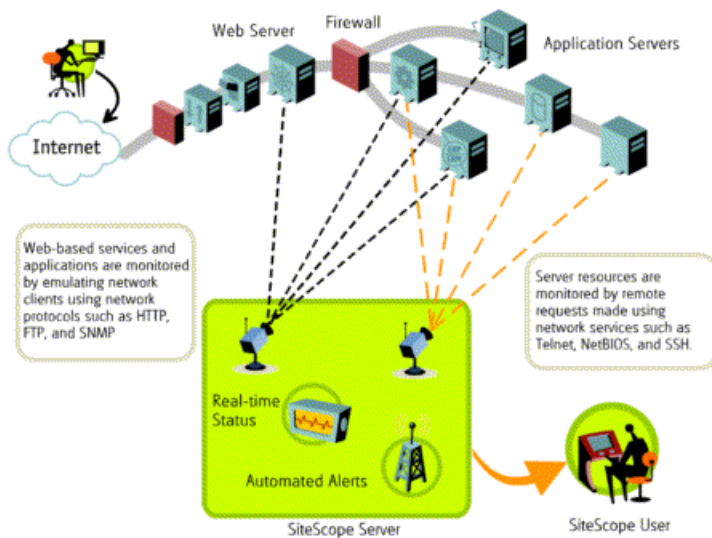 Web Server
Firewall
Application Servers
Internet
Web-based services and
applications are monitored
by emulating network
clients using network
protocols such as HTTP,
FTP, and SNMP
Server resources are
monitored by remote
requests made using
network services such as
Telnet, NetBIOS, and SSH.
Real-time
Status
Automated Alerts
SiteScope Server
SiteScope User